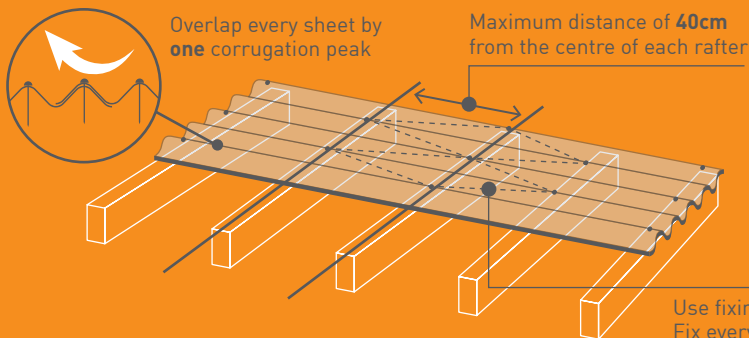 Overlap every sheet by
one corrugation peak
Maximum distance of 40cm
from the centre of each rafter
Use
Fix every